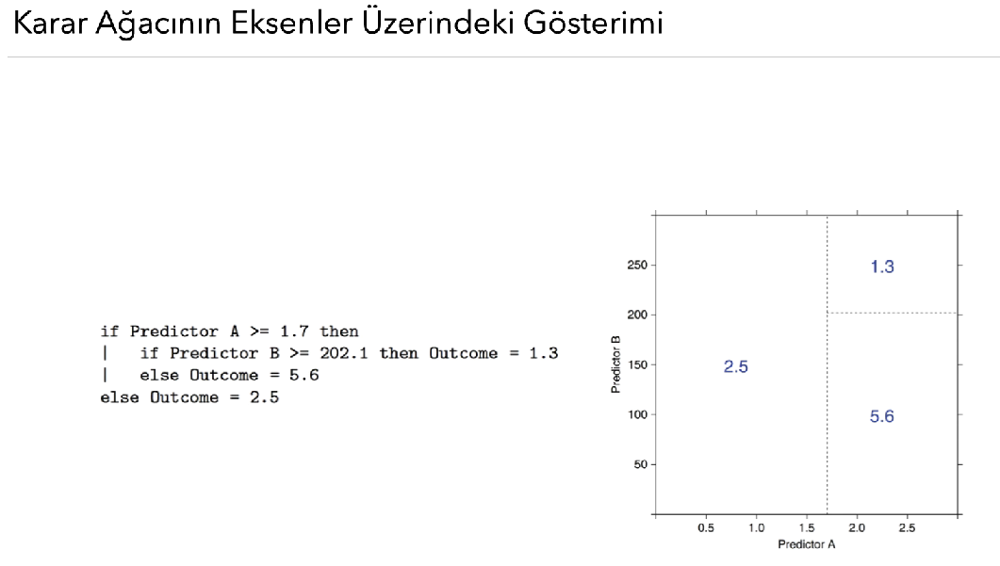 Karar Ağacının Eksenler Üzerindeki Gösterimi
if Predictor A >= 1.7 then
|   if Predictor B >= 202.1 then Outcome = 1.3
|   else Outcome = 5.6
else Outcome = 2.5
Predictor B
250
200
150
100
50
1.3
2.5
5.6
0.5 1.0 1.5 2.0 2.5
Predictor A